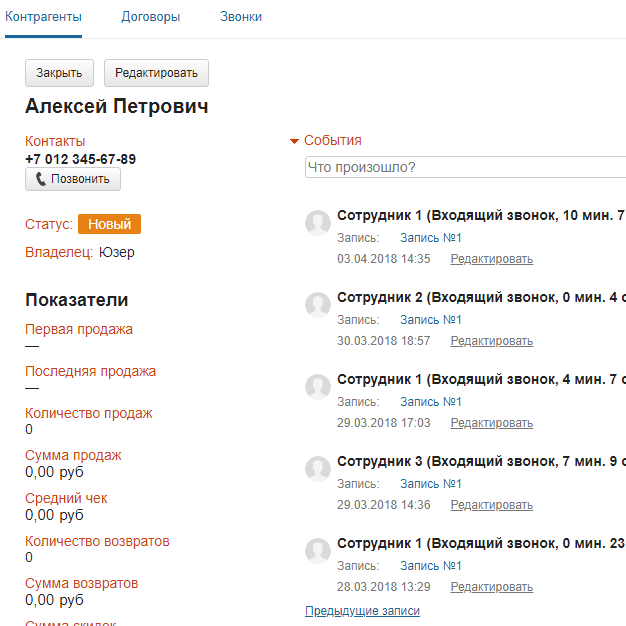 Контрагенты Договоры Звонки
Закрыть Редактировать
Алексей Петрович
Контакты
+7 012 345-67-89
Позвонить
Статус: Новый
Владелец: Юзер
Показатели
Первая продажа
—
Последняя продажа
—
Количество продаж
0
Сумма продаж
0,00 руб
Средний чек
0,00 руб
Количество возвратов
0
Сумма возвратов
0,00 руб
Сумма скидок
События
Что произошло?
Сотрудник 1 (Входящий звонок, 10 мин. 7
Запись: Запись №1
03.04.2018 14:35 Редактировать
Сотрудник 2 (Входящий звонок, 0 мин. 4 с
Запись: Запись №1
30.03.2018 18:57 Редактировать
Сотрудник 1 (Входящий звонок, 4 мин. 7 с
Запись: Запись №1
29.03.2018 17:03 Редактировать
Сотрудник 3 (Входящий звонок, 7 мин. 9 с
Запись: Запись №1
29.03.2018 14:36 Редактировать
Сотрудник 1 (Входящий звонок, 0 мин. 23
Запись: Запись №1
28.03.2018 13:29 Редактировать
Предыдущие записи